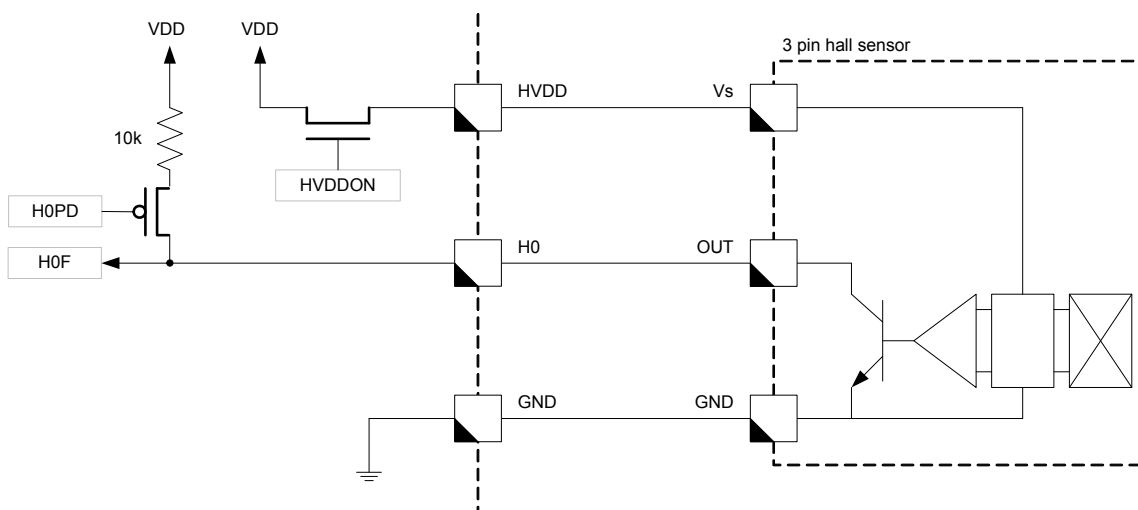 3 pin hall sensor
VDD
VDD
HVDD
Vs
10k
HVDDON
H0PD
H0
OUT
H0F
GND
GND